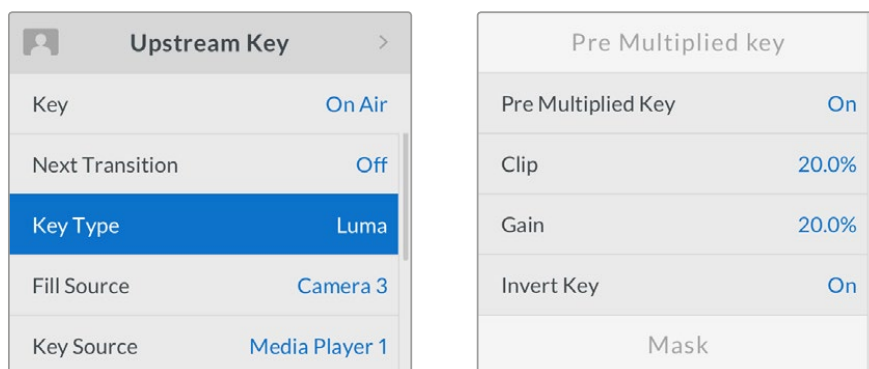 Upstream Key
Key On Air
Next Transition Off
Key Type Luma
Fill Source Camera 3
Key Source Media Player 1
Pre Multiplied key
Pre Multiplied Key On
Clip 20.0%
Gain 20.0%
Invert Key On
Mask